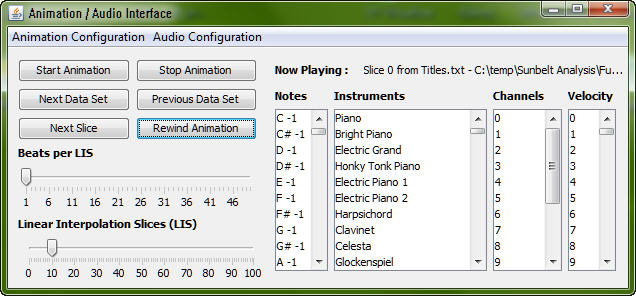 Animation / Audio Interface
Animation Configuration Audio Configuration
Start Animation Stop Animation
Next Data Set Previous Data Set
Next Slice Rewind Animation
Beats per LIS
1 6 11 16 21 26 31 36 41 46
Linear Interpolation Slices (LIS)
0 10 20 30 40 50 60 70 80 90 100
Now Playing : Slice 0 from Titles.txt - C:\temp\Sunbelt Analysis\Fu...
Notes Instruments Channels Velocity
C -1 Piano 0 0
C# -1 Bright Piano 1 1
D -1 Electric Grand 2 2
D# -1 Honky Tonk Piano 3 3
E -1 Electric Piano 1 4 4
F -1 Electric Piano 2 5 5
F# -1 Harpsichord 6 6
G -1 Clavinet 7 7
G# -1 Celesta 8 8
A -1 Glockenspiel 9 9